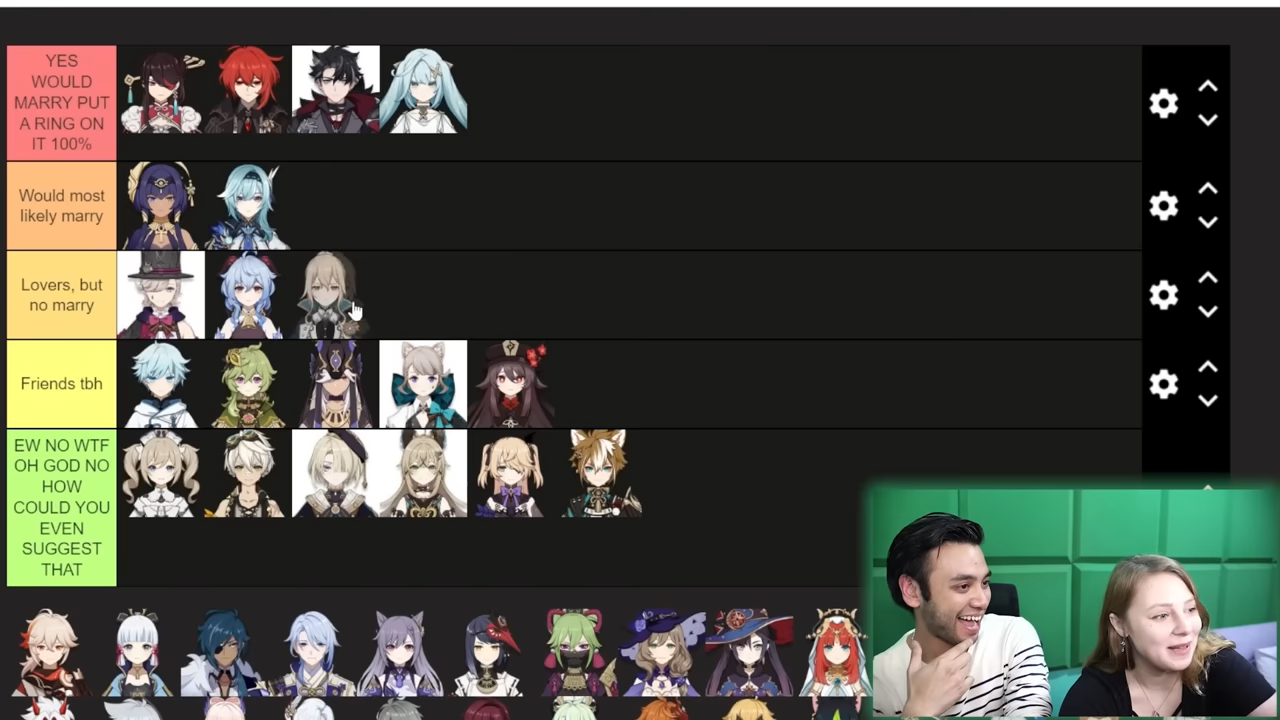 YES
WOULD
MARRY PUT
A RING ON
IT 100%
Would most
likely marry
Lovers, but
no marry
Friends tbh
EW NO WTF
OH GOD NO
HOW
COULD YOU
EVEN
SUGGEST
THAT